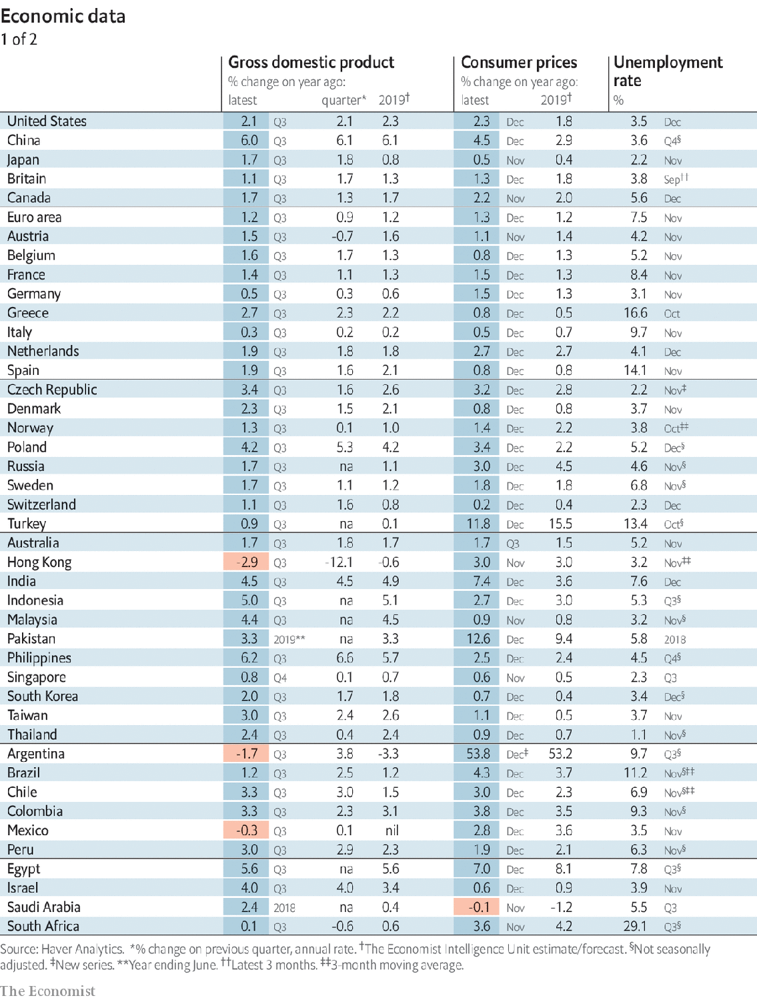 Economic data
1 of 2
Gross domestic product Consumer prices Unemployment
% change on year ago: % change on year ago: rate
latest quarter* 2019† latest 2019† %
United States 2.1 Q3 2.1 2.3 2.3 Dec 1.8 3.5 Dec
China 6.0 Q3 6.1 6.1 4.5 Dec 2.9 3.6 Q4§
Japan 1.7 Q3 1.8 0.8 0.5 Nov 0.4 2.2 Nov
Britain 1.1 Q3 1.7 1.3 1.3 Dec 1.8 3.8 Sep††
Canada 1.7 Q3 1.3 1.7 2.2 Nov 2.0 5.6 Dec
Euro area 1.2 Q3 0.9 1.2 1.3 Dec 1.2 7.5 Nov
Austria 1.5 Q3 -0.7 1.6 1.1 Nov 1.4 4.2 Nov
Belgium 1.6 Q3 1.7 1.3 0.8 Dec 1.3 5.2 Nov
France 1.4 Q3 1.1 1.3 1.5 Dec 1.3 8.4 Nov
Germany 0.5 Q3 0.3 0.6 1.5 Dec 1.3 3.1 Nov
Greece 2.7 Q3 2.3 2.2 0.8 Dec 0.5 16.6 Oct
Italy 0.3 Q3 0.2 0.2 0.5 Dec 0.7 9.7 Nov
Netherlands 1.9 Q3 1.8 1.8 2.7 Dec 2.7 4.1 Dec
Spain 1.9 Q3 1.6 2.1 0.8 Dec 0.8 14.1 Nov
Czech Republic 3.4 Q3 1.6 2.6 3.2 Dec 2.8 2.2 Nov‡
Denmark 2.3 Q3 1.5 2.1 0.8 Dec 0.8 3.7 Nov
Norway 1.3 Q3 0.1 1.0 1.4 Dec 2.2 3.8 Oct‡‡
Poland 4.2 Q3 5.3 4.2 3.4 Dec 2.2 5.2 Dec§
Russia 1.7 Q3 na 1.1 3.0 Dec 4.5 4.6 Nov§
Sweden 1.7 Q3 1.1 1.2 1.8 Dec 1.8 6.8 Nov§
Switzerland 1.1 Q3 1.6 0.8 0.2 Dec 0.4 2.3 Dec
Turkey 0.9 Q3 na 0.1 11.8 Dec 15.5 13.4 Oct§
Australia 1.7 Q3 1.8 1.7 1.7 Q3 1.5 5.2 Nov
Hong Kong -2.9 Q3 -12.1 -0.6 3.0 Nov 3.0 3.2 Nov‡‡
India 4.5 Q3 4.5 4.9 7.4 Dec 3.6 7.6 Dec
Indonesia 5.0 Q3 na 5.1 2.7 Dec 3.0 5.3 Q3§
Malaysia 4.4 Q3 na 4.5 0.9 Nov 0.8 3.2 Nov§
Pakistan 3.3 2019** na 3.3 12.6 Dec 9.4 5.8 2018
Philippines 6.2 Q3 6.6 5.7 2.5 Dec 2.4 4.5 Q4§
Singapore 0.8 Q4 0.1 0.7 0.6 Nov 0.5 2.3 Q3
South Korea 2.0 Q3 1.7 1.8 0.7 Dec 0.4 3.4 Dec§
Taiwan 3.0 Q3 2.4 2.6 1.1 Dec 0.5 3.7 Nov
Thailand 2.4 Q3 0.4 2.4 0.9 Dec 0.7 1.1 Nov§
Argentina -1.7 Q3 3.8 -3.3 53.8 Dec‡ 53.2 9.7 Q3§
Brazil 1.2 Q3 2.5 1.2 4.3 Dec 3.7 11.2 Nov§‡‡
Chile 3.3 Q3 3.0 1.5 3.0 Dec 2.3 6.9 Nov§‡‡
Colombia 3.3 Q3 2.3 3.1 3.8 Dec 3.5 9.3 Nov§
Mexico -0.3 Q3 0.1 nil 2.8 Dec 3.6 3.5 Nov
Peru 3.0 Q3 2.9 2.3 1.9 Dec 2.1 6.3 Nov§
Egypt 5.6 Q3 na 5.6 7.0 Dec 8.1 7.8 Q3§
Israel 4.0 Q3 4.0 3.4 0.6 Dec 0.9 3.9 Nov
Saudi Arabia 2.4 2018 na 0.4 -0.1 Nov -1.2 5.5 Q3
South Africa 0.1 Q3 -0.6 0.6 3.6 Nov 4.2 29.1 Q3§
Source: Haver Analytics. *% change on previous quarter, annual rate. †The Economist Intelligence Unit estimate/forecast. §Not seasonally
adjusted. ‡New series. **Year ending June. ††Latest 3 months. ‡‡3-month moving average.
The Economist